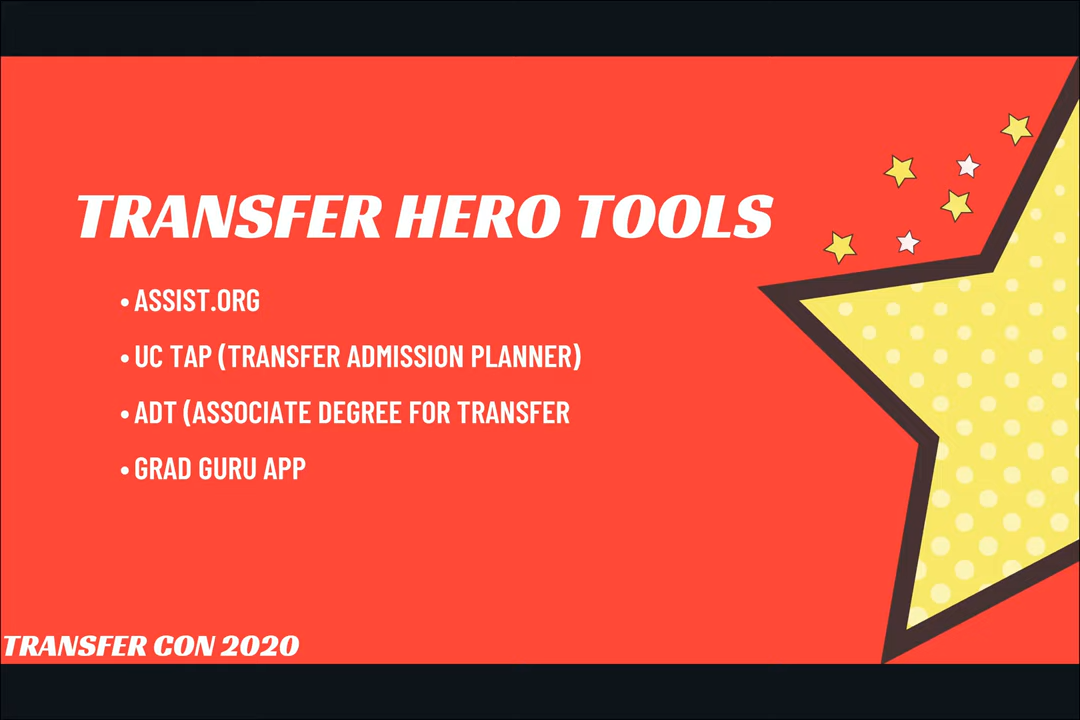 TRANSFER HERO TOOLS
• ASSIST.ORG
• UC TAP (TRANSFER ADMISSION PLANNER)
• ADT (ASSOCIATE DEGREE FOR TRANSFER
• GRAD GURU APP
TRANSFER CON 2020